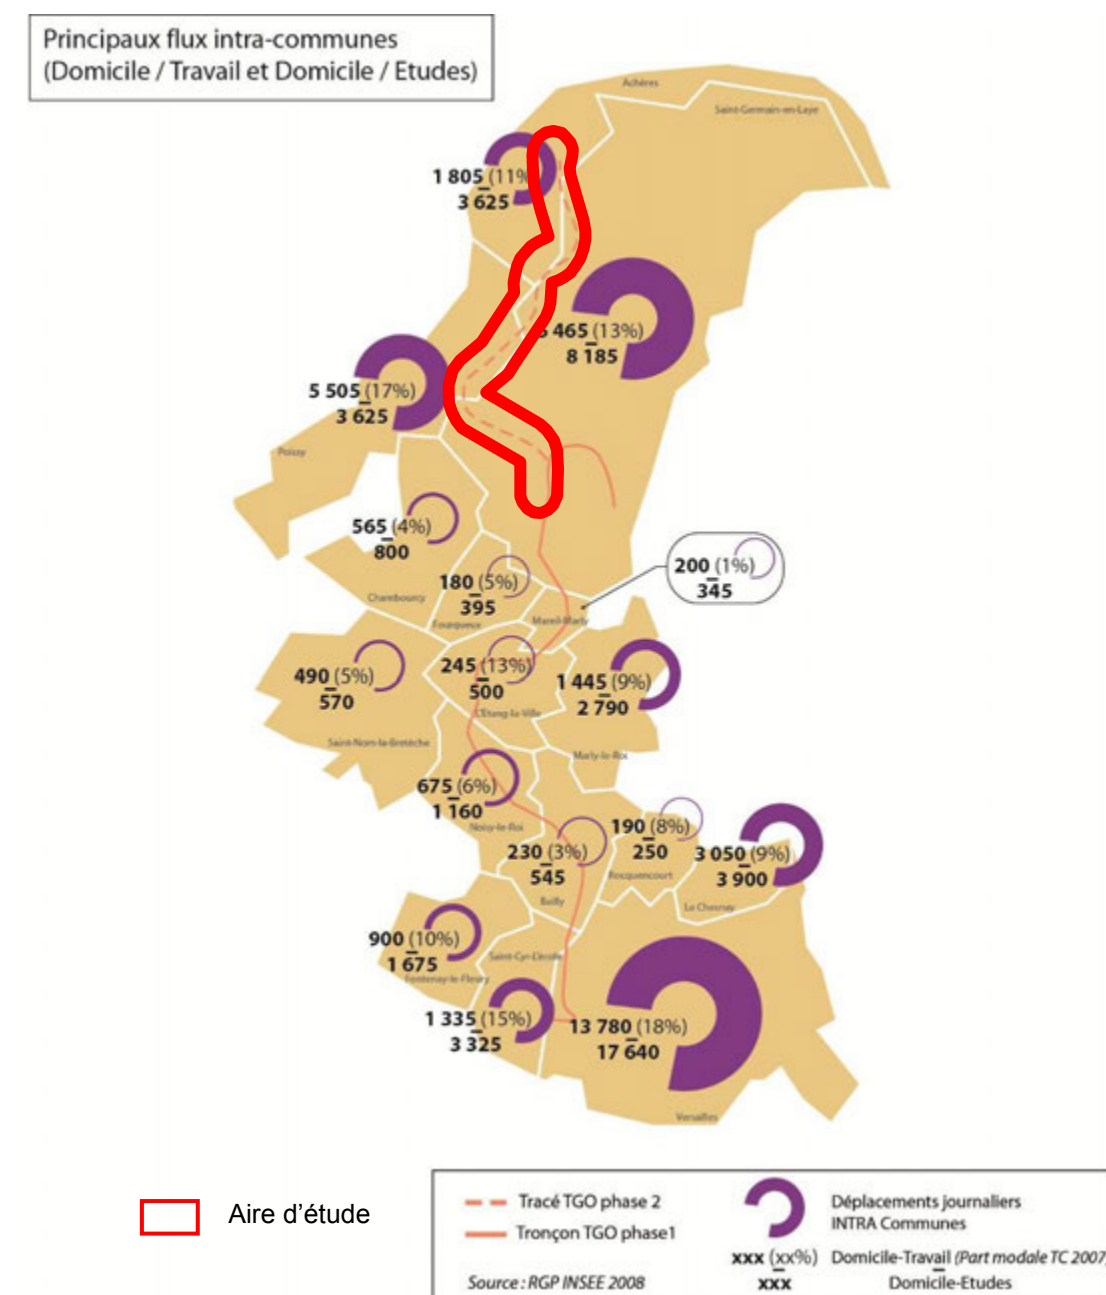 Principaux flux intra-communes
(Domicile / Travail et Domicile / Etudes)
Achères
Saint-Germain-en-Laye
1 805 (11%
3 625
465 (13%)
8 185
5 505 (17%)
3 625
Poissy
565 (4%)
800
Chambourcy
180 (5%)
395
Fourqueux
200 (1%)
345
Mareil-Marly
490 (5%)
570
Saint-Nom-la-Bretèche
245 (13%)
500
L'Etang-la-Ville
1 445 (9%)
2 790
Marly-le-Roi
675 (6%)
1 160
Noisy-le-Roi
230 (3%)
545
Bailly
190 (8%)
250
Rocquencourt
3 050 (9%)
3 900
Le Chesnay
900 (10%)
1 675
Fontenay-le-Fleury
Saint-Cyr-L'école
1 335 (15%)
3 325
13 780 (18%)
17 640
Versailles
Aire d'étude
Tracé TGO phase 2
Tronçon TGO phase1
Source : RGP INSEE 2008
Déplacements journaliers
INTRA Communes
xxx (xx%) Domicile-Travail (Part modale TC 2007)
xxx Domicile-Etudes